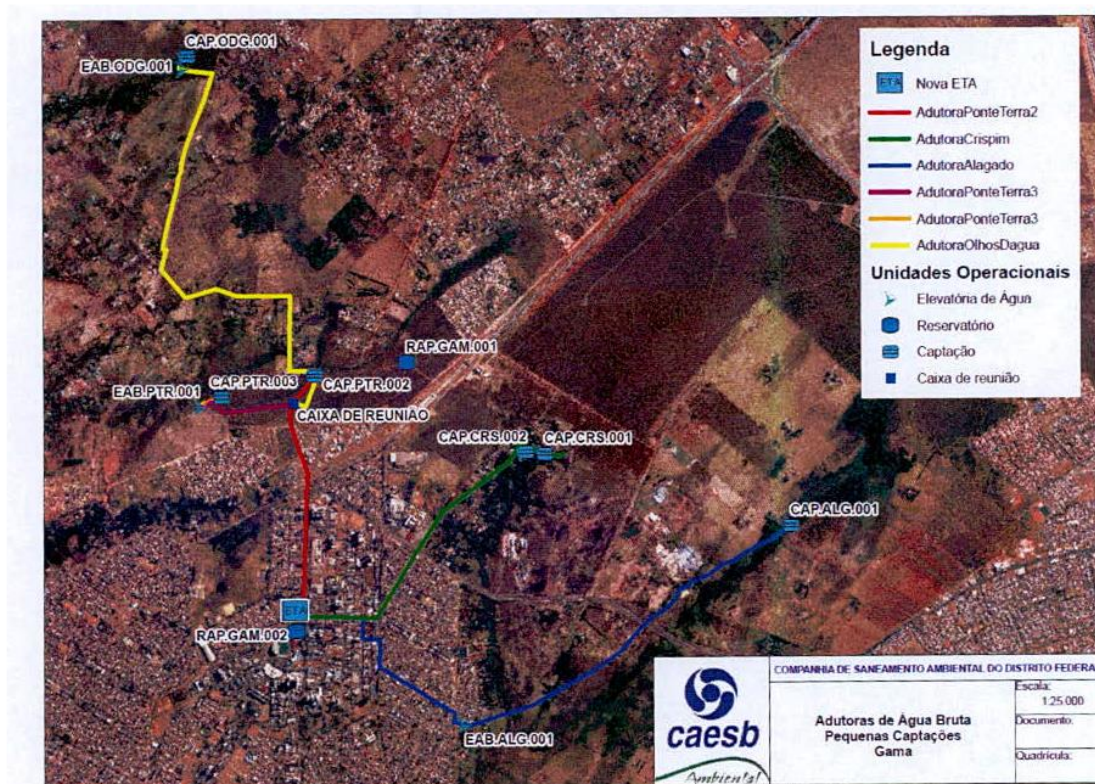 CAP.ODG.001
EAB.ODG.001
Legenda
ETA Nova ETA
AdutoraPonteTerra2
AdutoraCrispim
AdutoraAlagado
AdutoraPonteTerra3
AdutoraPonteTerra3
AdutoraOlhosDagua
Unidades Operacionais
Elevatória de Água
Reservatório
Captação
Caixa de reunião
RAP.GAM.001
CAP.PTR.003
CAP.PTR.002
EAB.PTR.001
CAIXA DE REUNIÃO
CAP.CRS.002
CAP.CRS.001
CAP.ALG.001
ETA
RAP.GAM.002
EAB.ALG.001
caesb
Ambiental
COMPANHIA DE SANEAMENTO AMBIENTAL DO DISTRITO FEDERA
Adutoras de Água Bruta
Pequenas Captações
Gama
Escala:
1:25.000
Documento:
Quadrícula: